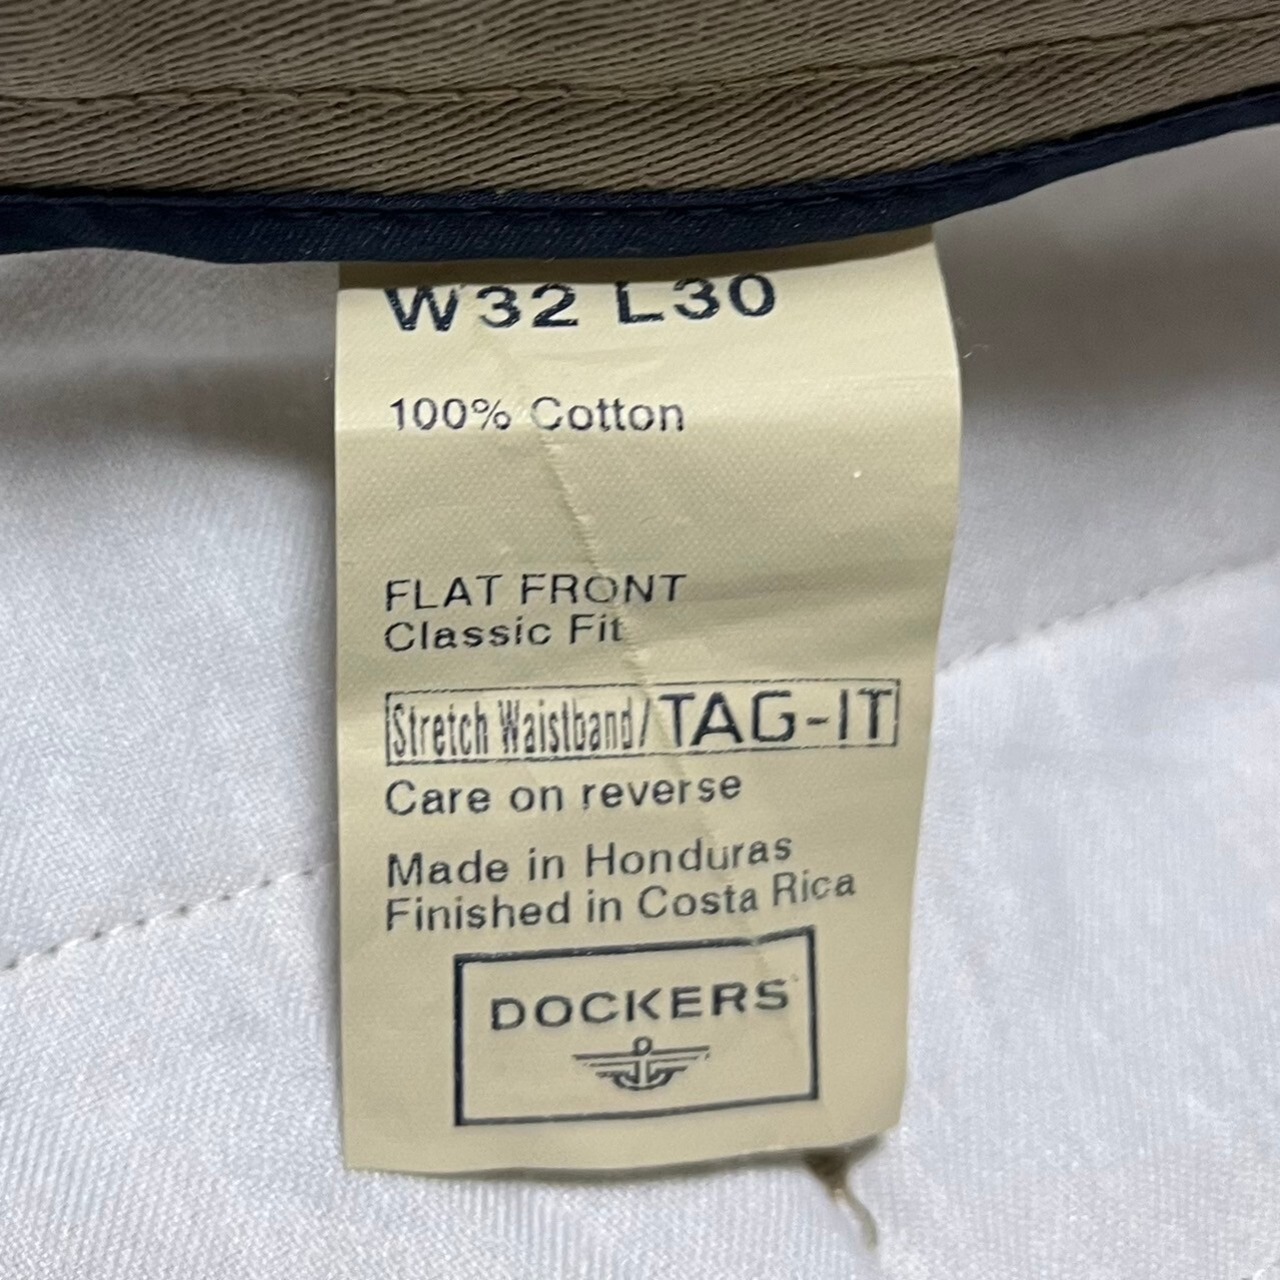 W32 L30
100% Cotton
FLAT FRONT
Classic Fit
Stretch Waistband/TAG-IT
Care on reverse
Made in Honduras
Finished in Costa Rica
DOCKERS
D